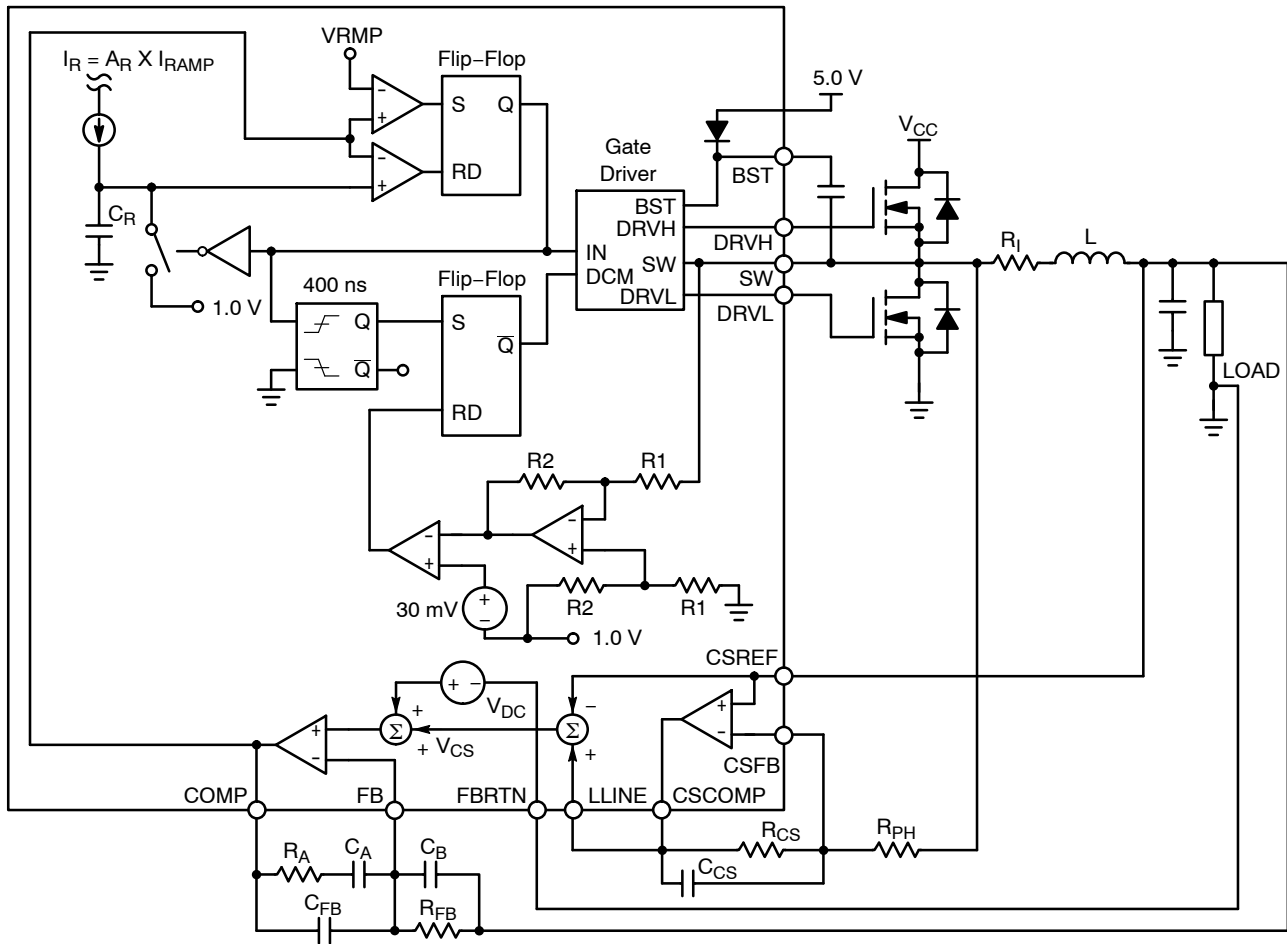 VRMP
I_R = A_R X I_RAMP
Flip−Flop
S
Q
RD
C_R
1.0 V
400 ns
Q
Q̅
Flip−Flop
S
Q̅
RD
Gate
Driver
BST
DRVH
IN
SW
DCM
DRVL
5.0 V
BST
DRVH
SW
DRVL
V_CC
R_I
L
LOAD
R2
R1
-
+
-
+
-
+
-
+
30 mV
+
−
R2
R1
1.0 V
CSREF
+
−
V_DC
+
+
Σ
V_CS
−
Σ
+
+
-
+
-
CSFB
COMP
FB
FBRTN
LLINE
CSCOMP
R_A
C_A
C_B
C_FB
R_FB
R_CS
C_CS
R_PH